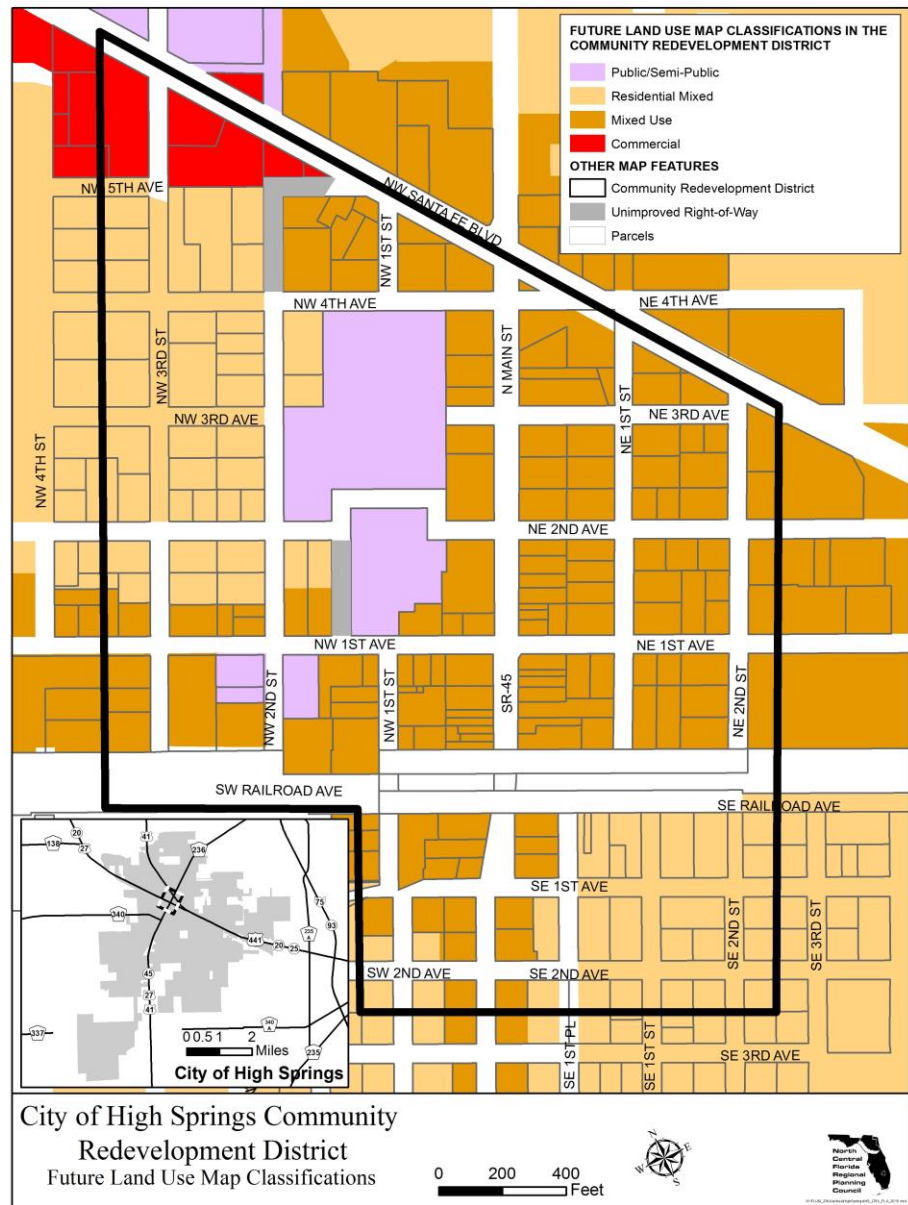 FUTURE LAND USE MAP CLASSIFICATIONS IN THE
COMMUNITY REDEVELOPMENT DISTRICT
Public/Semi-Public
Residential Mixed
Mixed Use
Commercial
OTHER MAP FEATURES
Community Redevelopment District
Unimproved Right-of-Way
Parcels
NW 5TH AVE
NW SANTA FE BLVD
NW 1ST ST
NW 4TH AVE
NE 4TH AVE
NW 3RD ST
N MAIN ST
NW 3RD AVE
NE 3RD AVE
NE 1ST ST
NW 4TH ST
NE 2ND AVE
NW 1ST AVE
NE 1ST AVE
NW 2ND ST
NW 1ST ST
SR-45
NE 2ND ST
SW RAILROAD AVE
SE RAILROAD AVE
SE 1ST AVE
SE 2ND ST
SE 3RD ST
SW 2ND AVE
SE 2ND AVE
SE 1ST PL
SE 1ST ST
SE 3RD AVE
20
41
138
27
236
340
75
93
441
20
25
45
27
41
337
235
0 0.5 1 2
Miles
City of High Springs
City of High Springs Community
Redevelopment District
Future Land Use Map Classifications
N
E
S
W
0 200 400
Feet
North
Central
Florida
Regional
Planning
Council